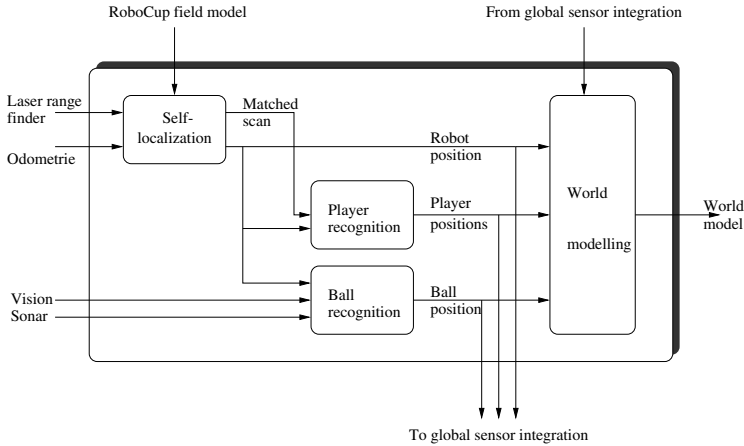 RoboCup field model
From global sensor integration
Laser range
finder
Odometrie
Self-
localization
Matched
scan
Robot
position
Player
recognition
Player
positions
World
modelling
World
model
Vision
Sonar
Ball
recognition
Ball
position
To global sensor integration